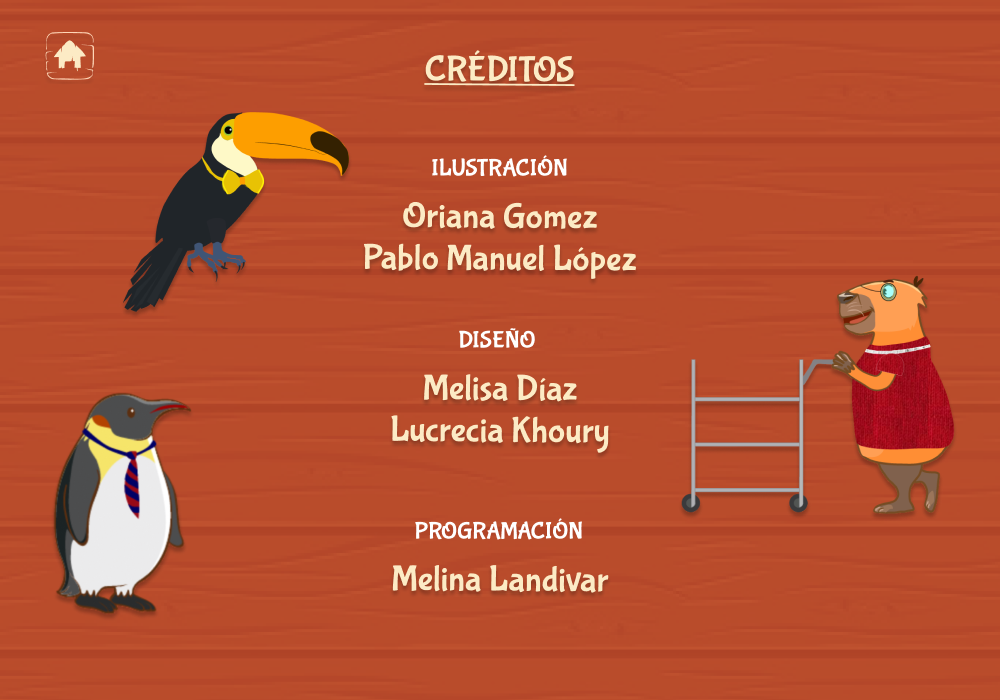 CRÉDITOS
ILUSTRACIÓN
Oriana Gomez
Pablo Manuel López
DISEÑO
Melisa Díaz
Lucrecia Khoury
PROGRAMACIÓN
Melina Landivar